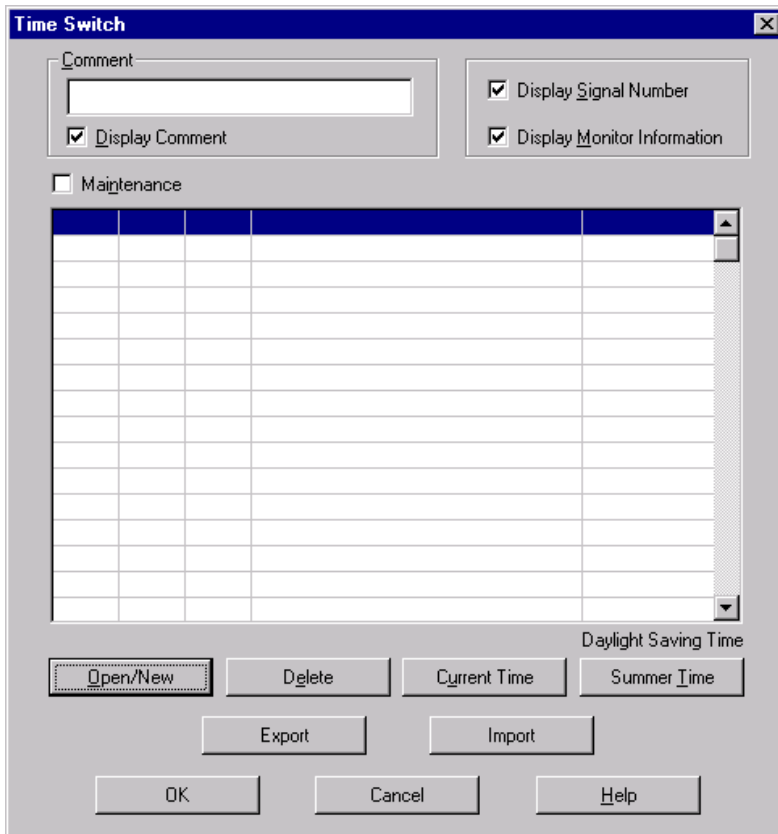 Time Switch
Comment
Display Comment
Display Signal Number
Display Monitor Information
Maintenance
Daylight Saving Time
Open/New
Delete
Current Time
Summer Time
Export
Import
OK
Cancel
Help